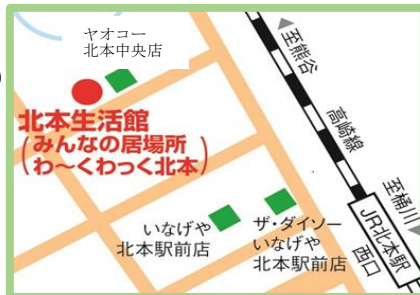 ヤオコー
北本中央店
至熊谷
高崎線
北本生活館
(みんなの居場所
わ～くわっく北本)
至桶川
JR北本駅
西口
いなげや
北本駅前店
ザ・ダイソー
いなげや
北本駅前店